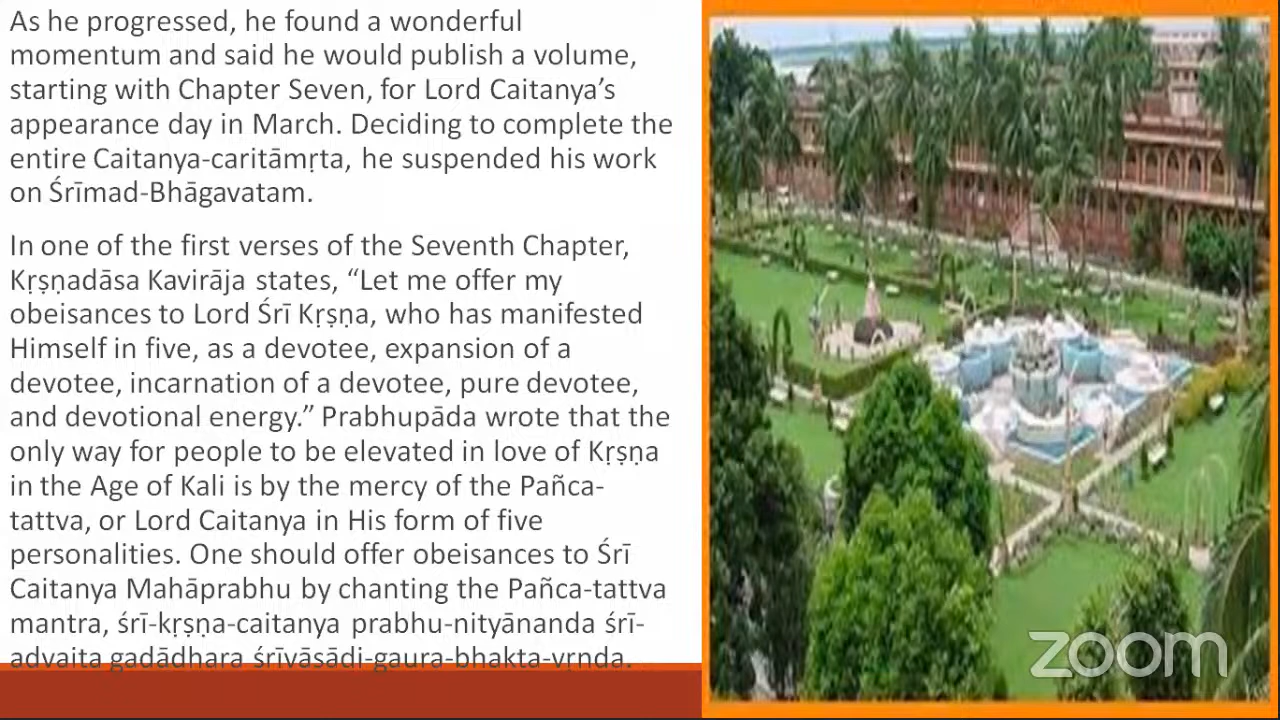 As he progressed, he found a wonderful
momentum and said he would publish a volume,
starting with Chapter Seven, for Lord Caitanya’s
appearance day in March. Deciding to complete the
entire Caitanya-caritāmṛta, he suspended his work
on Śrīmad-Bhāgavatam.
In one of the first verses of the Seventh Chapter,
Kṛṣṇadāsa Kavirāja states, “Let me offer my
obeisances to Lord Śrī Kṛṣṇa, who has manifested
Himself in five, as a devotee, expansion of a
devotee, incarnation of a devotee, pure devotee,
and devotional energy.” Prabhupāda wrote that the
only way for people to be elevated in love of Kṛṣṇa
in the Age of Kali is by the mercy of the Pañca-
tattva, or Lord Caitanya in His form of five
personalities. One should offer obeisances to Śrī
Caitanya Mahāprabhu by chanting the Pañca-tattva
mantra, śrī-kṛṣṇa-caitanya prabhu-nityānanda śrī-
advaita gadādhara śrīvāsādi-gaura-bhakta-vṛnda.
zoom